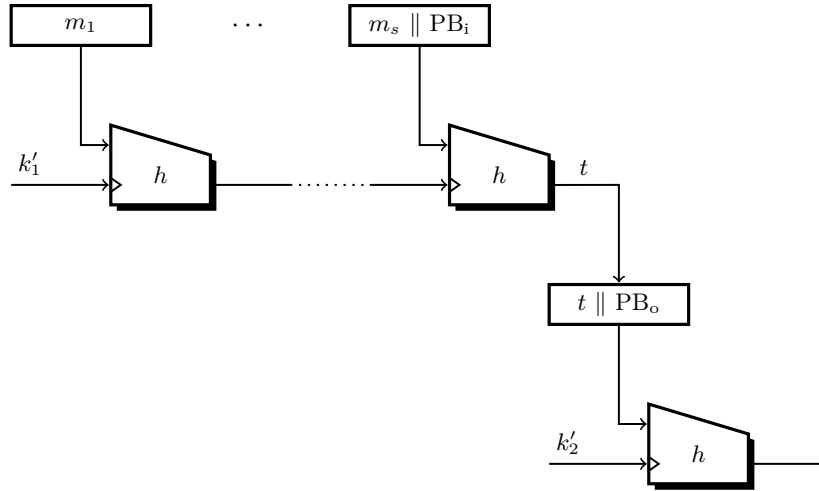 m₁ ⋯ mₛ ∥ PBᵢ
h h
k′₁ t
t ∥ PBₒ
k′₂ h